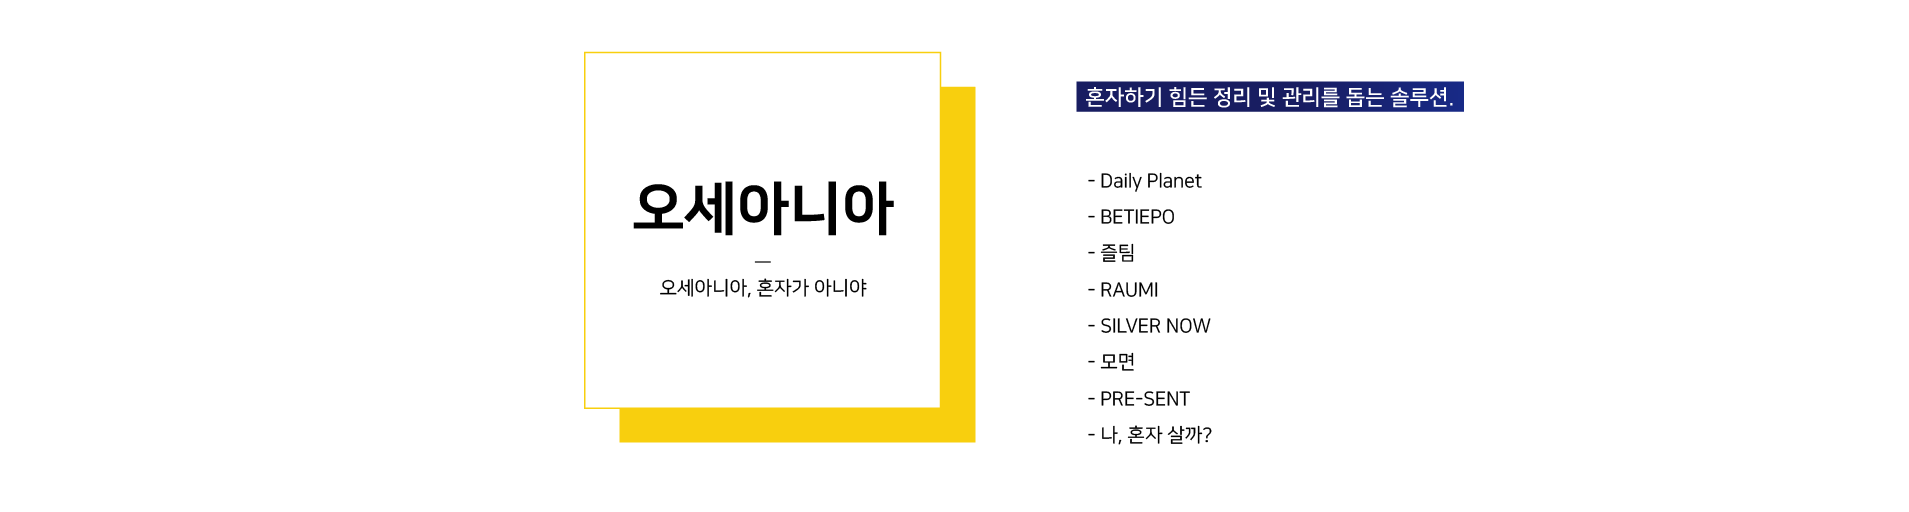 오세아니아
—
오세아니아, 혼자가 아니야
혼자하기 힘든 정리 및 관리를 돕는 솔루션.
- Daily Planet
- BETIEPO
- 즐팀
- RAUMI
- SILVER NOW
- 모면
- PRE-SENT
- 나, 혼자 살까?